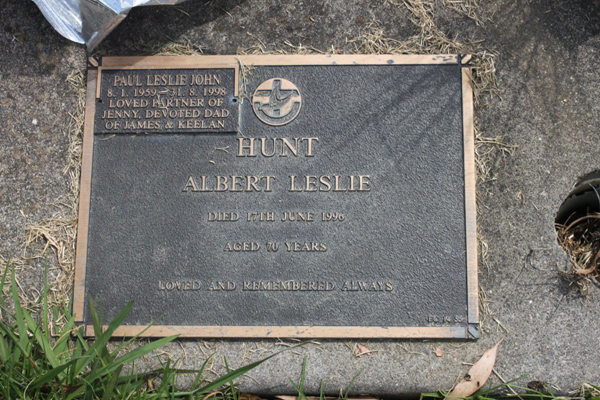 PAUL LESLIE JOHN
8. 1. 1959 - 31. 8. 1998
LOVED PARTNER OF
JENNY, DEVOTED DAD
OF JAMES & KEELAN
HUNT
ALBERT LESLIE
DIED 17TH JUNE 1996
AGED 70 YEARS
LOVED AND REMEMBERED ALWAYS